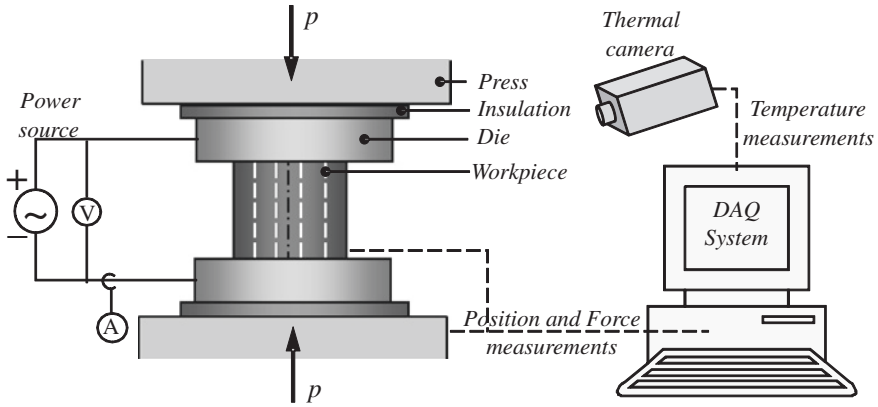 p
Thermal
camera
Press
Power
source
Insulation
Temperature
measurements
Die
Workpiece
+
~
−
V
DAQ
System
A
Position and Force
measurements
p